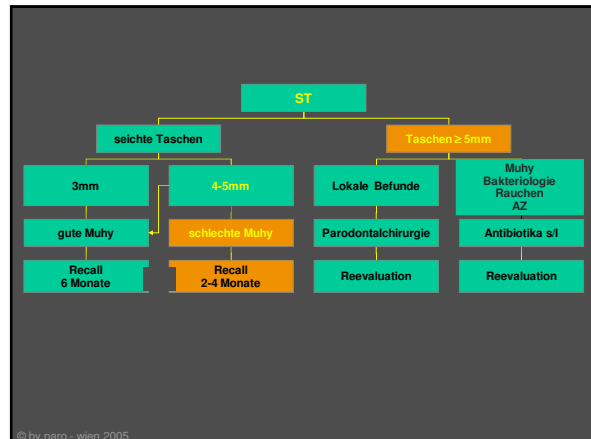 ST
seichte Taschen
Taschen ≥ 5mm
3mm
4-5mm
Lokale Befunde
Muhy
Bakteriologie
Rauchen
AZ
gute Muhy
schlechte Muhy
Parodontalchirurgie
Antibiotika s/l
Recall
6 Monate
Recall
2-4 Monate
Reevaluation
Reevaluation
© by paro - wien 2005